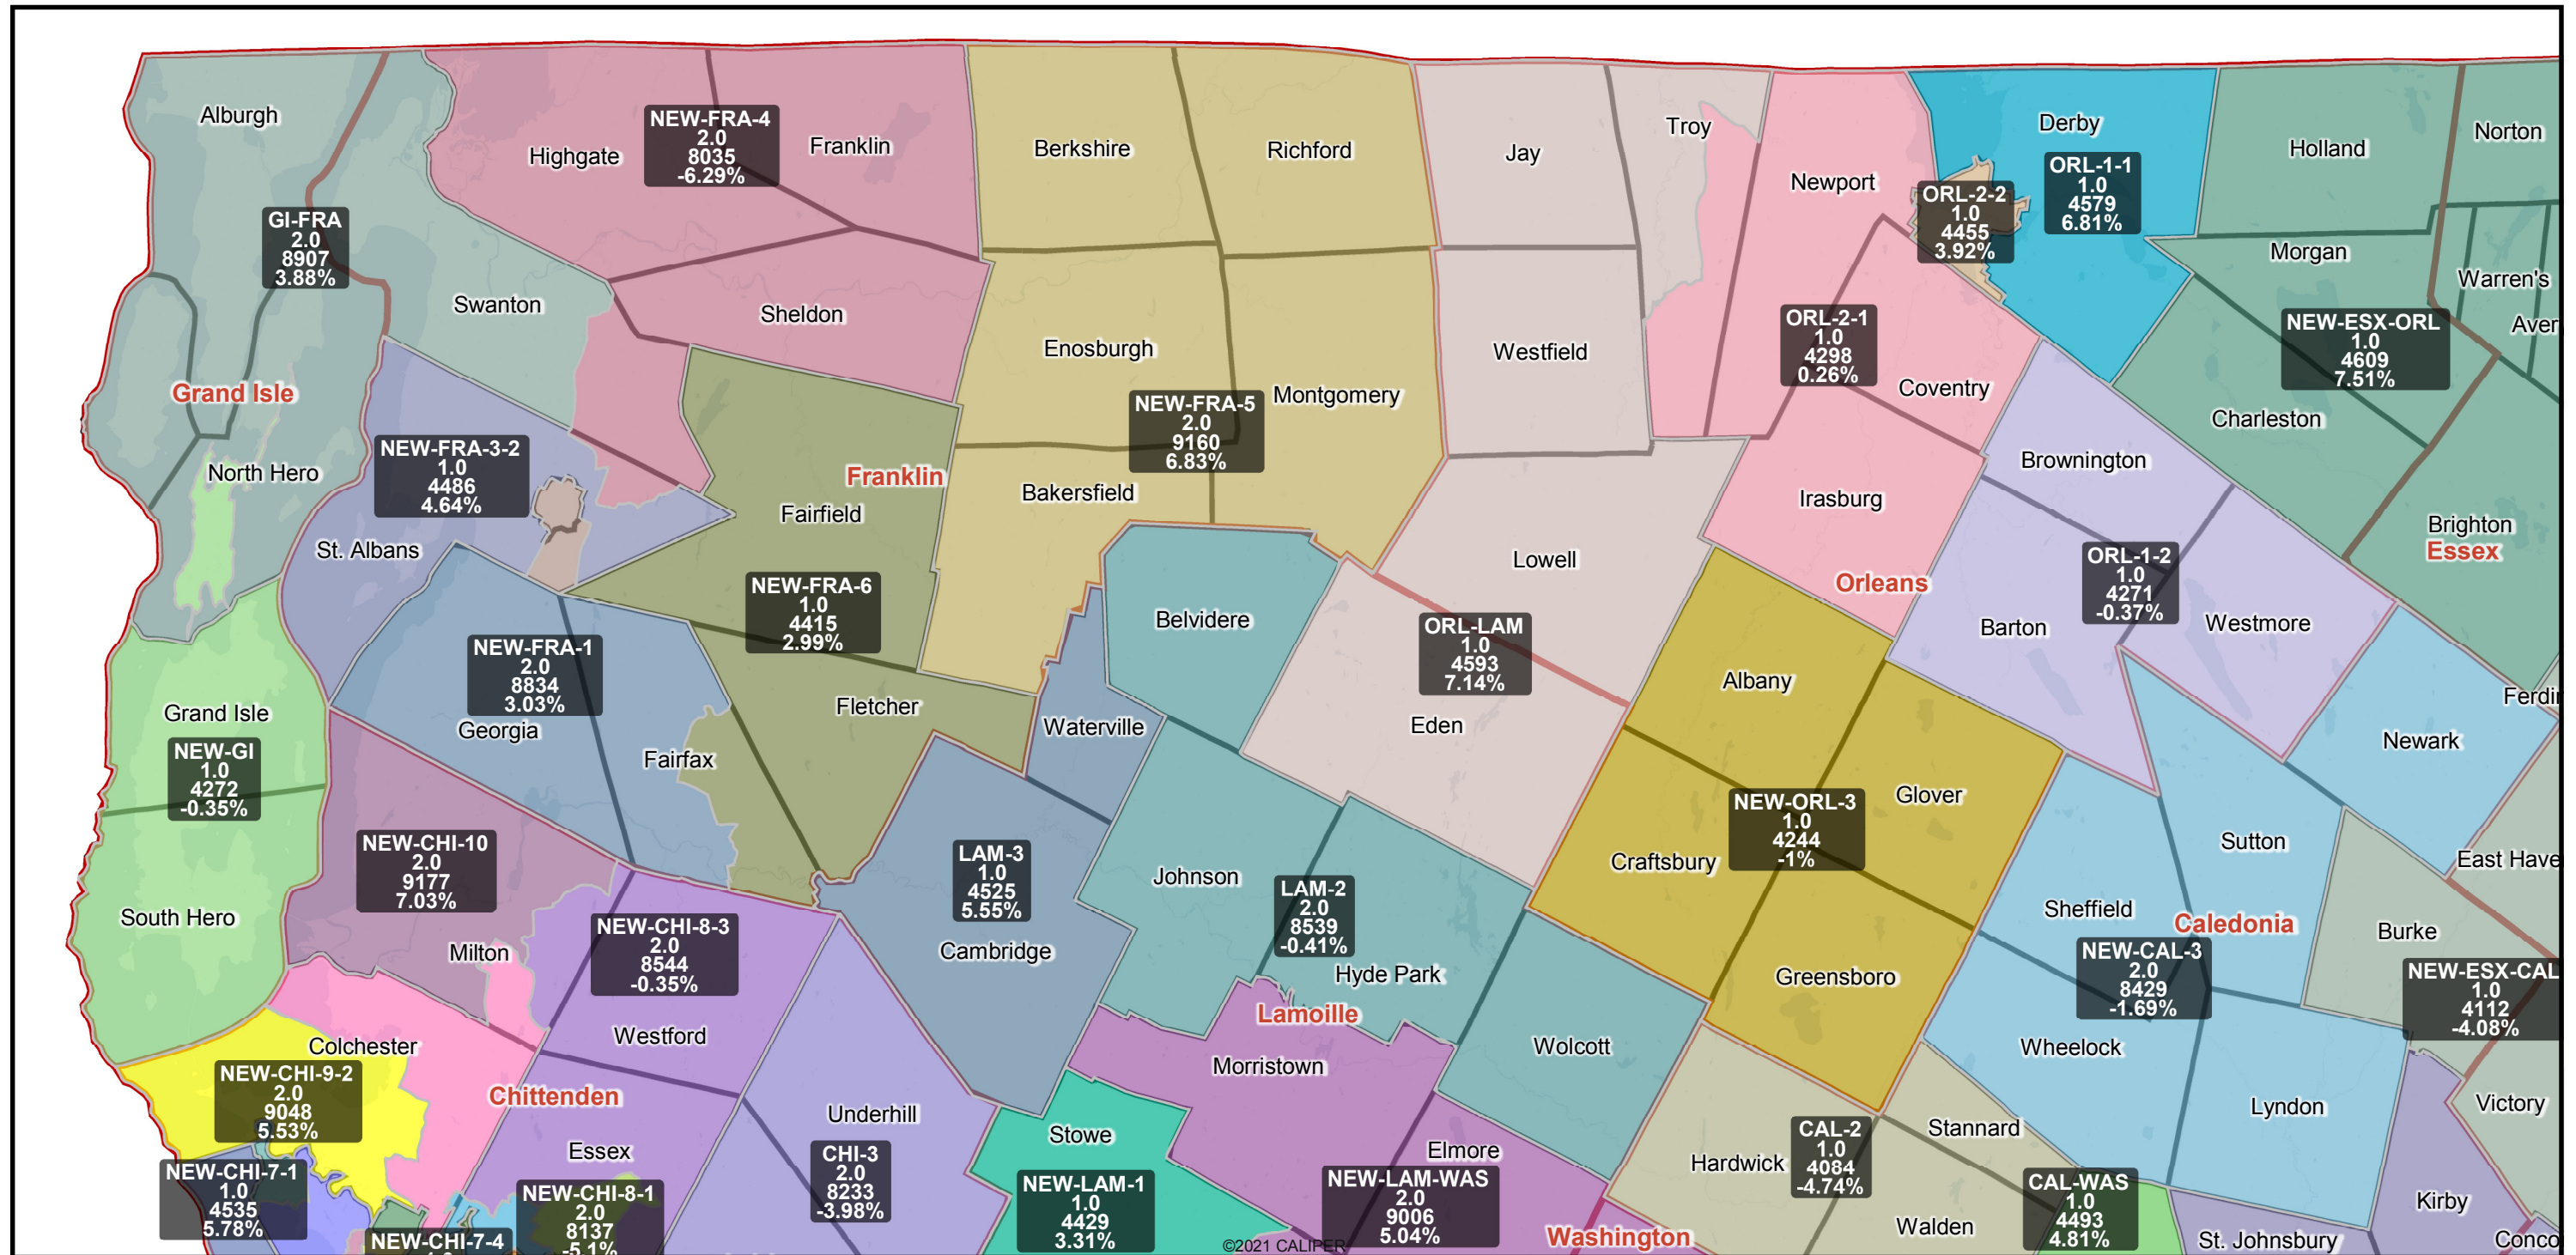 Alburgh
NEW-FRA-4
2.0
8035
-6.29%
Highgate
Franklin
Berkshire
Richford
Jay
Troy
Newport
Derby
ORL-1-1
1.0
4579
6.81%
Holland
Norton
ORL-2-2
1.0
4455
3.92%
GI-FRA
2.0
8907
3.88%
Swanton
Sheldon
Morgan
Warren's
Aver
Enosburgh
Westfield
ORL-2-1
1.0
4298
0.26%
NEW-ESX-ORL
1.0
4609
7.51%
Grand Isle
Montgomery
Coventry
Charleston
NEW-FRA-5
2.0
9160
6.83%
NEW-FRA-3-2
1.0
4486
4.64%
North Hero
Franklin
Bakersfield
Brownington
Irasburg
Fairfield
Brighton
Essex
St. Albans
Lowell
Orleans
ORL-1-2
1.0
4271
-0.37%
NEW-FRA-6
1.0
4415
2.99%
Belvidere
ORL-LAM
1.0
4593
7.14%
Barton
Westmore
NEW-FRA-1
2.0
8834
3.03%
Georgia
Albany
Ferdin
Grand Isle
Fletcher
Waterville
Eden
Newark
NEW-GI
1.0
4272
-0.35%
Fairfax
NEW-ORL-3
1.0
4244
-1%
Glover
NEW-CHI-10
2.0
9177
7.03%
LAM-3
1.0
4525
5.55%
Craftsbury
Sutton
East Have
Johnson
LAM-2
2.0
8539
-0.41%
South Hero
NEW-CHI-8-3
2.0
8544
-0.35%
Sheffield
Caledonia
Burke
Milton
Cambridge
Hyde Park
Greensboro
NEW-CAL-3
2.0
8429
-1.69%
NEW-ESX-CAL
1.0
4112
-4.08%
Lamoille
Colchester
Westford
Wolcott
Wheelock
Morristown
NEW-CHI-9-2
2.0
9048
5.53%
Chittenden
Underhill
Lyndon
Victory
Stowe
Stannard
Essex
CHI-3
2.0
8233
-3.98%
Elmore
Hardwick
CAL-2
1.0
4084
-4.74%
NEW-CHI-7-1
1.0
4535
5.78%
NEW-CHI-8-1
2.0
8137
-5.1%
NEW-LAM-1
1.0
4429
3.31%
NEW-LAM-WAS
2.0
9006
5.04%
CAL-WAS
1.0
4493
4.81%
Kirby
Walden
Washington
St. Johnsbury
Conco
NEW-CHI-7-4
©2021 CALIPER